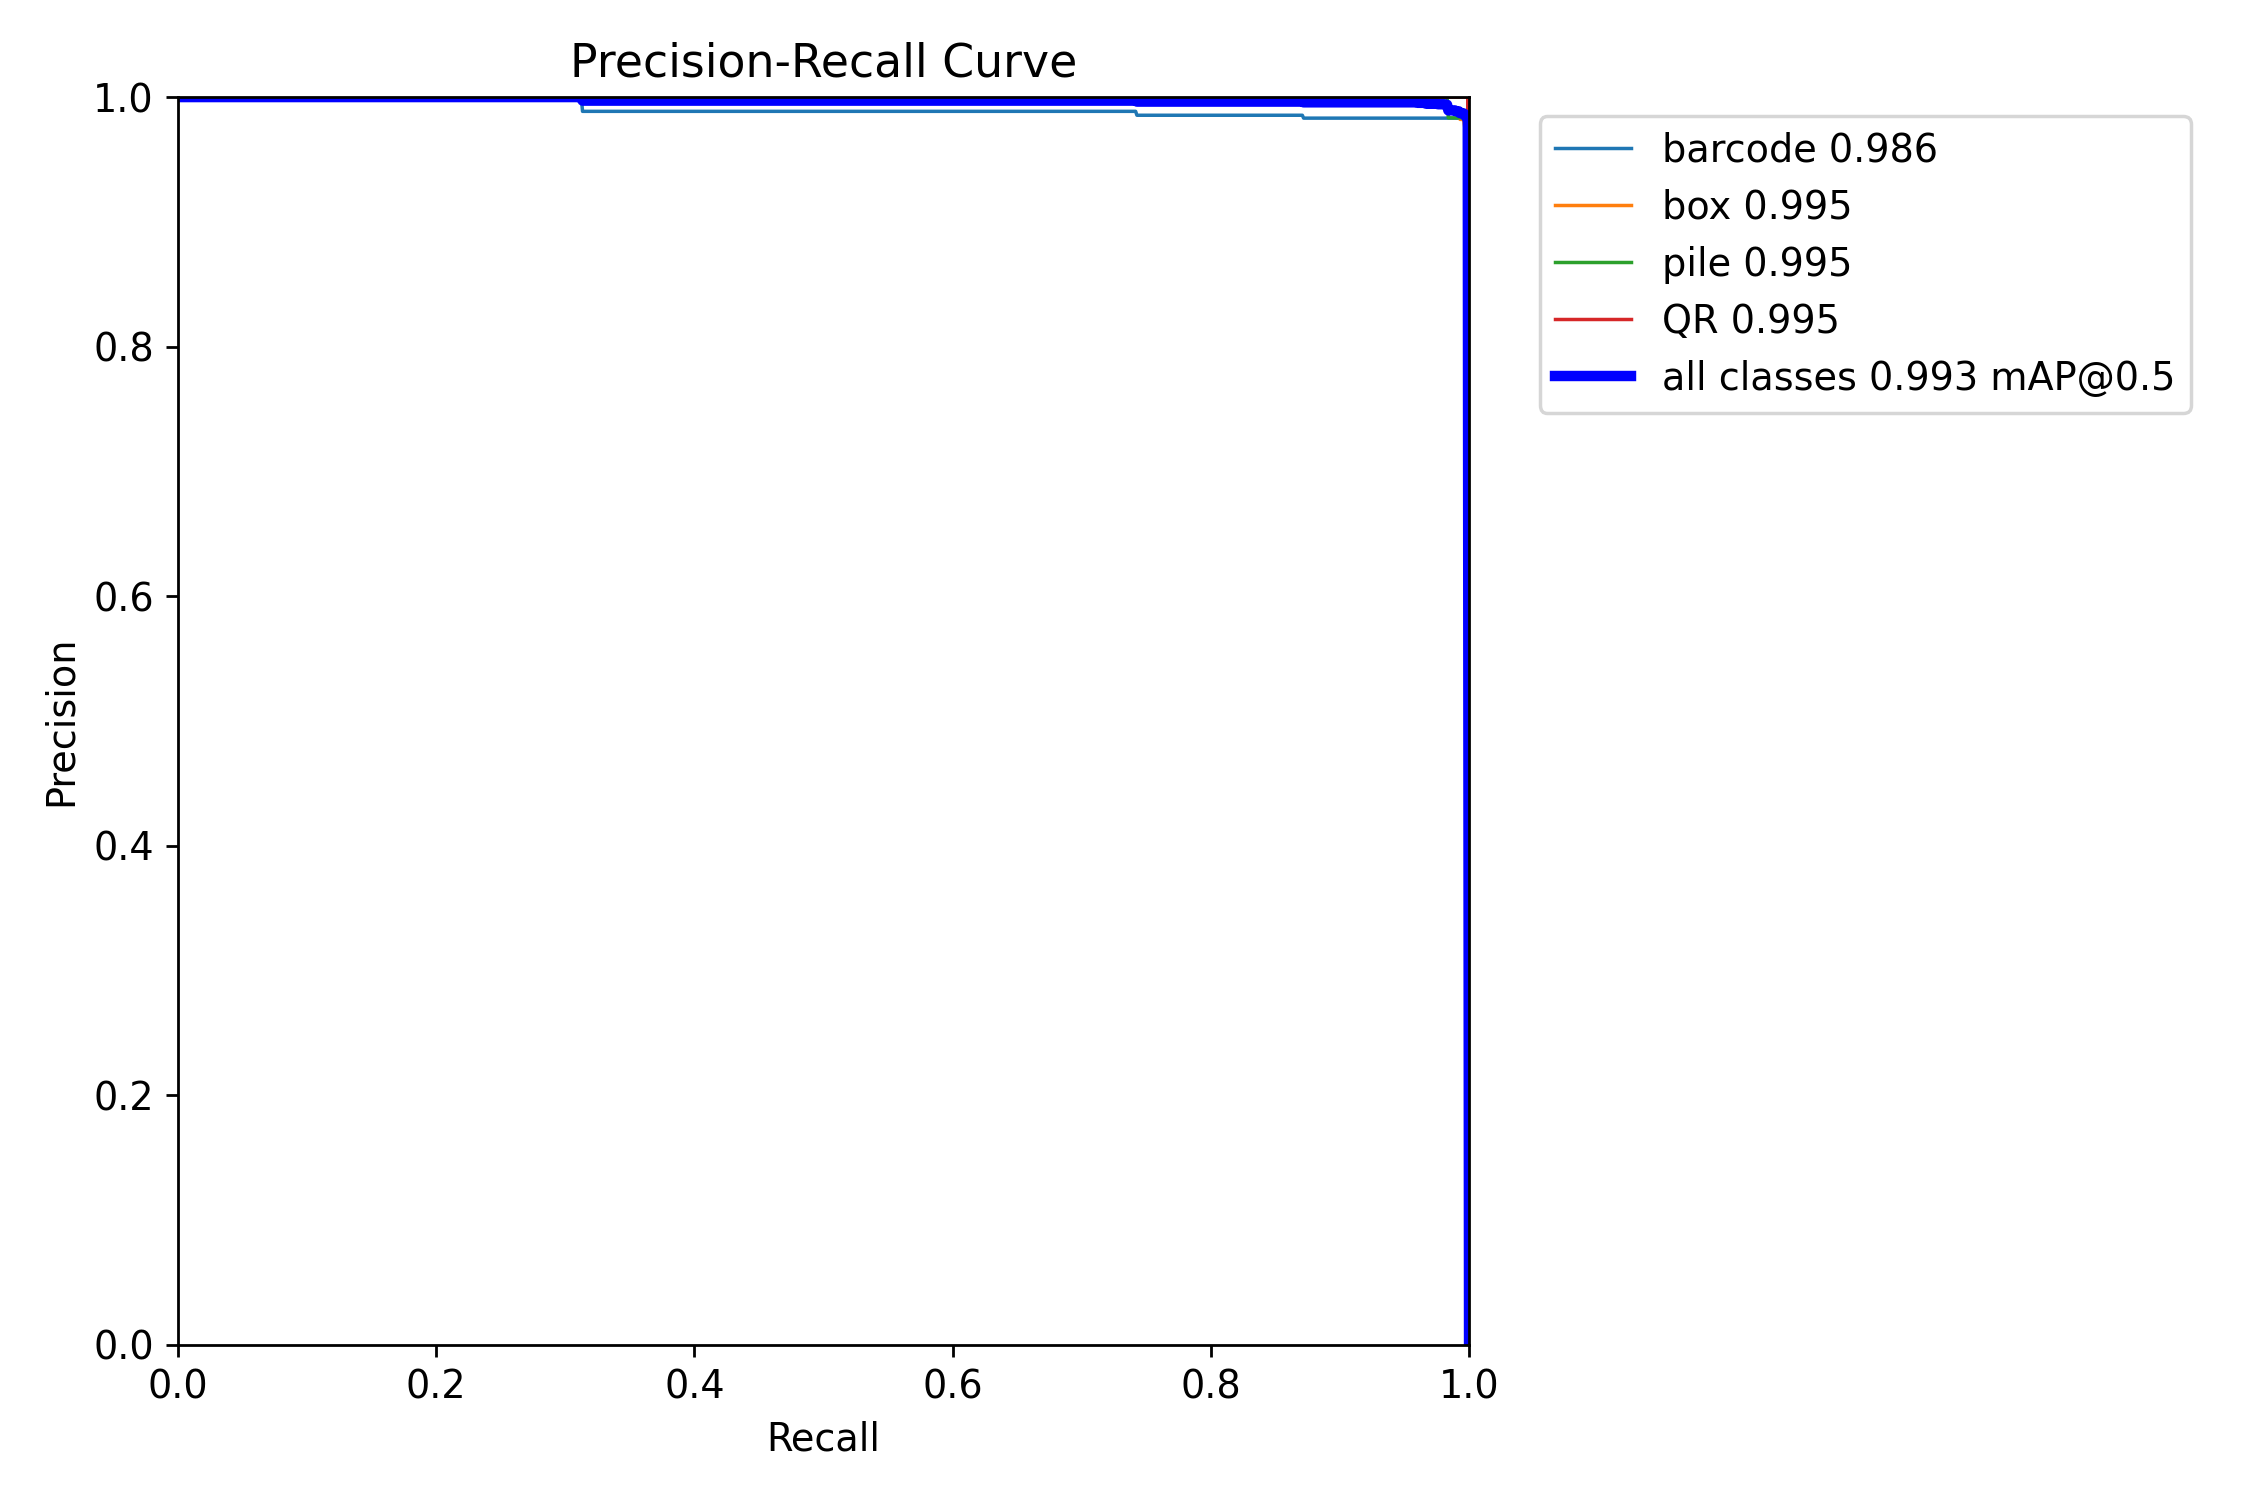 Precision-Recall Curve
1.0
0.8
0.6
0.4
0.2
0.0
Precision
0.0 0.2 0.4 0.6 0.8 1.0
Recall
barcode 0.986
box 0.995
pile 0.995
QR 0.995
all classes 0.993 mAP@0.5